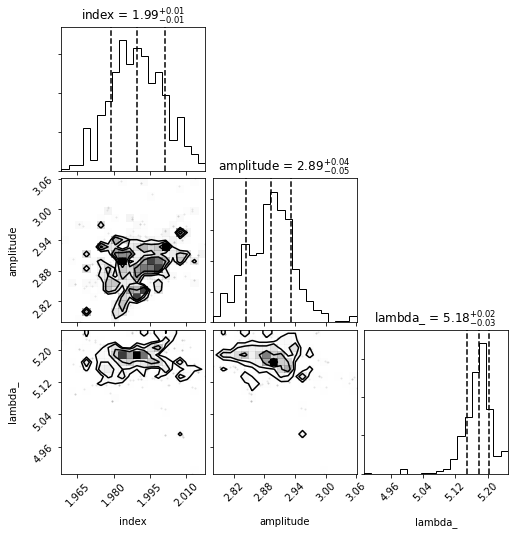 index = 1.99^{+0.01}_{-0.01}
amplitude = 2.89^{+0.04}_{-0.05}
3.06
3.00
2.94
2.88
2.82
amplitude
lambda_ = 5.18^{+0.02}_{-0.03}
5.20
5.12
5.04
4.96
lambda_
1.965
1.980
1.995
2.010
index
2.82
2.88
2.94
3.00
3.06
amplitude
4.96
5.04
5.12
5.20
lambda_